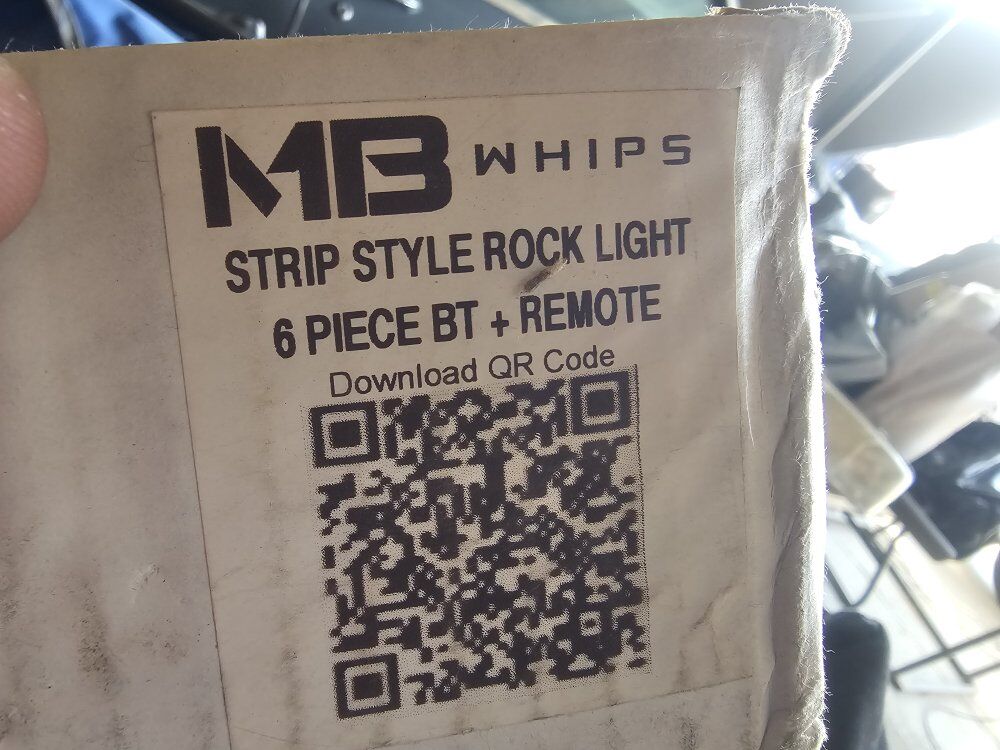 MB WHIPS
STRIP STYLE ROCK LIGHT
6 PIECE BT + REMOTE
Download QR Code